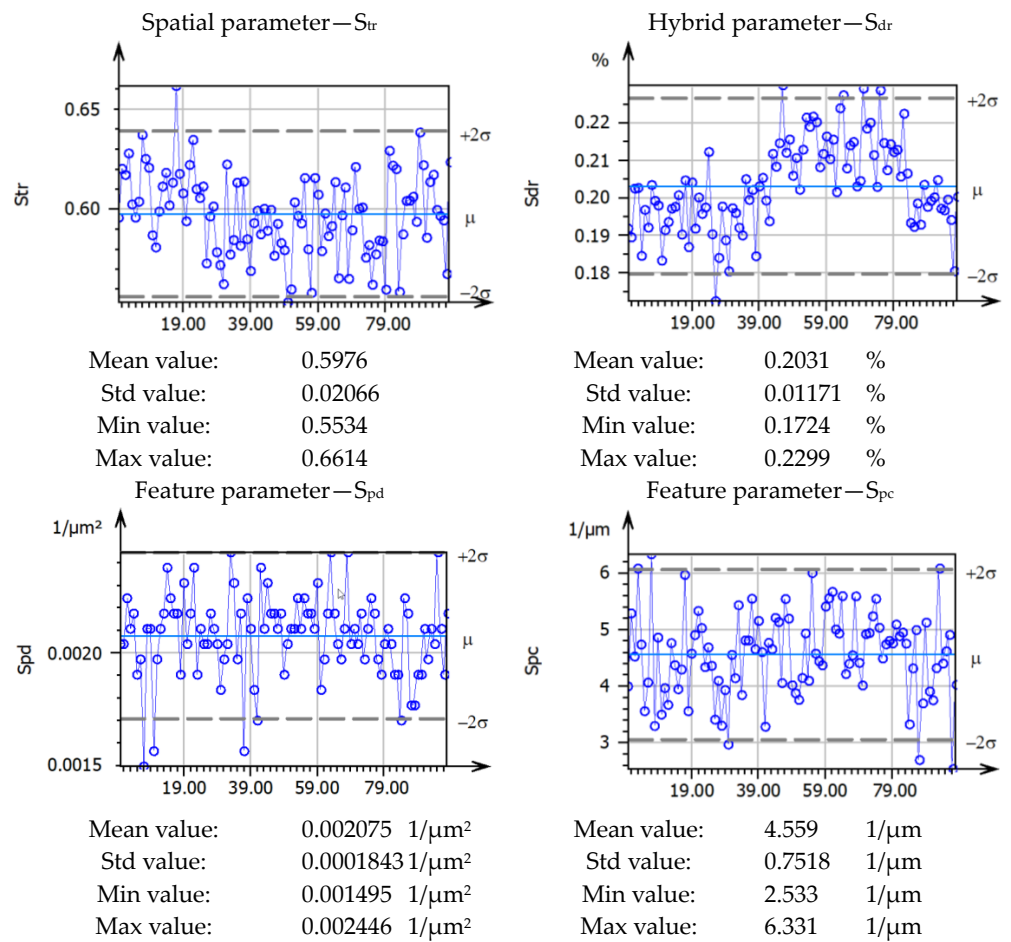 Spatial parameter—Str
0.65
0.60
Str
+2σ
μ
−2σ
19.00 39.00 59.00 79.00
Mean value: 0.5976
Std value: 0.02066
Min value: 0.5534
Max value: 0.6614
Hybrid parameter—Sdr
%
0.22
0.21
0.20
0.19
0.18
Sdr
+2σ
μ
−2σ
19.00 39.00 59.00 79.00
Mean value: 0.2031 %
Std value: 0.01171 %
Min value: 0.1724 %
Max value: 0.2299 %
Feature parameter—Spd
1/µm²
0.0020
0.0015
Spd
+2σ
μ
−2σ
19.00 39.00 59.00 79.00
Mean value: 0.002075 1/µm²
Std value: 0.0001843 1/µm²
Min value: 0.001495 1/µm²
Max value: 0.002446 1/µm²
Feature parameter—Spc
1/µm
6
5
4
3
Spc
+2σ
μ
−2σ
19.00 39.00 59.00 79.00
Mean value: 4.559 1/µm
Std value: 0.7518 1/µm
Min value: 2.533 1/µm
Max value: 6.331 1/µm